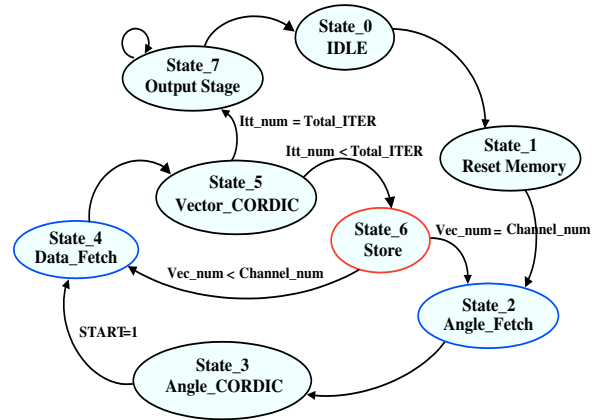 State_0
IDLE
State_7
Output Stage
Itt_num = Total_ITER
State_1
Reset Memory
Itt_num < Total_ITER
State_5
Vector_CORDIC
State_6
Store
Vec_num = Channel_num
State_4
Data_Fetch
Vec_num < Channel_num
State_2
Angle_Fetch
START=1
State_3
Angle_CORDIC